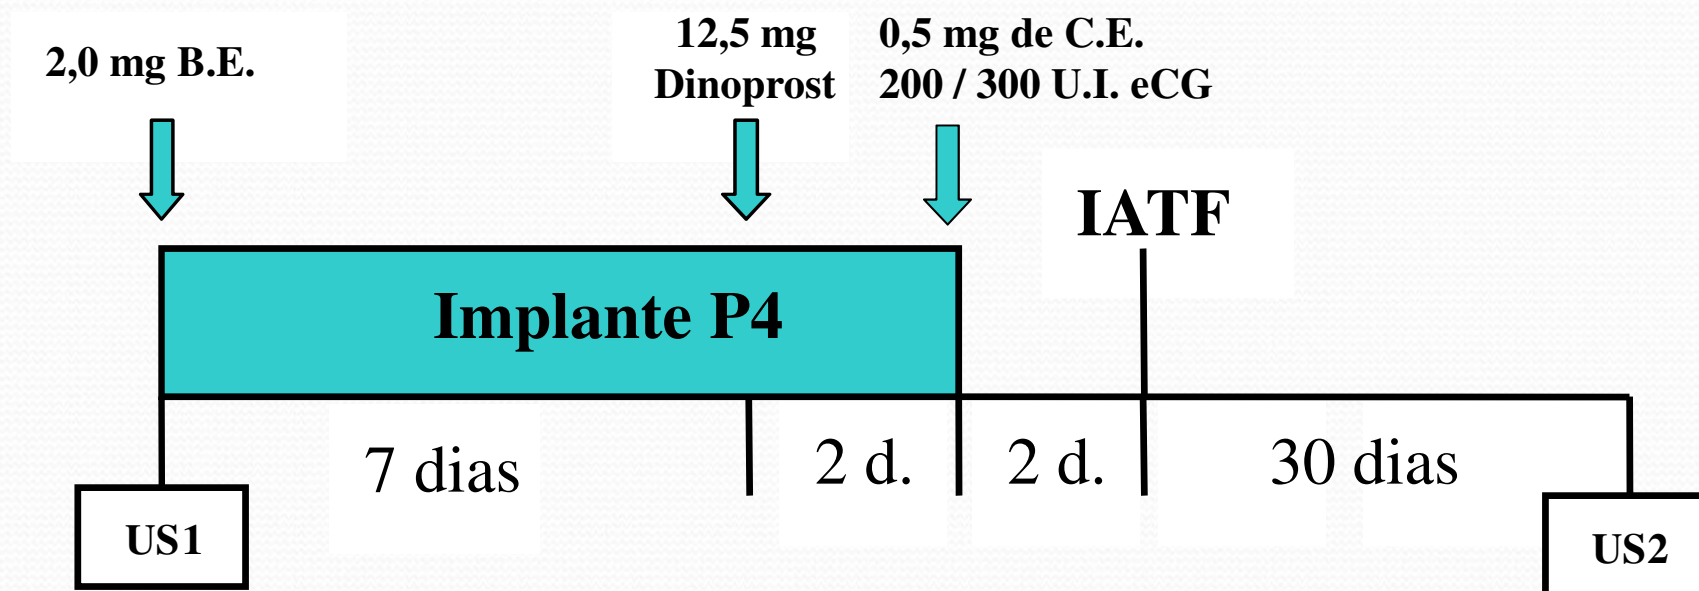 2,0 mg B.E.
12,5 mg
Dinoprost
0,5 mg de C.E.
200 / 300 U.I. eCG
IATF
Implante P4
7 dias
2 d.
2 d.
30 dias
US1
US2